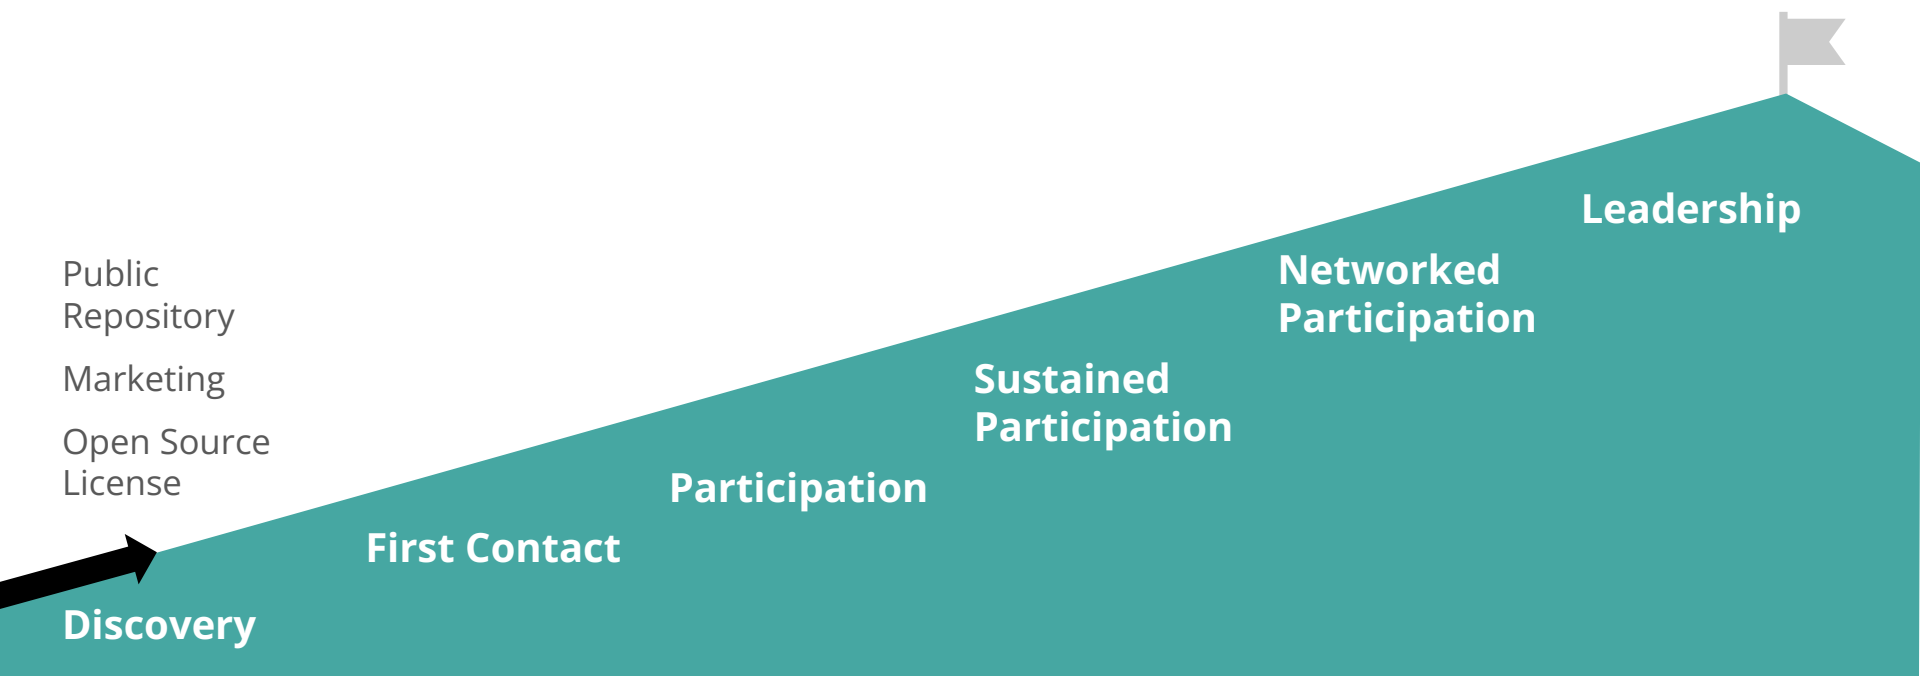 Public
Repository
Marketing
Open Source
License
Discovery
First Contact
Participation
Sustained
Participation
Networked
Participation
Leadership